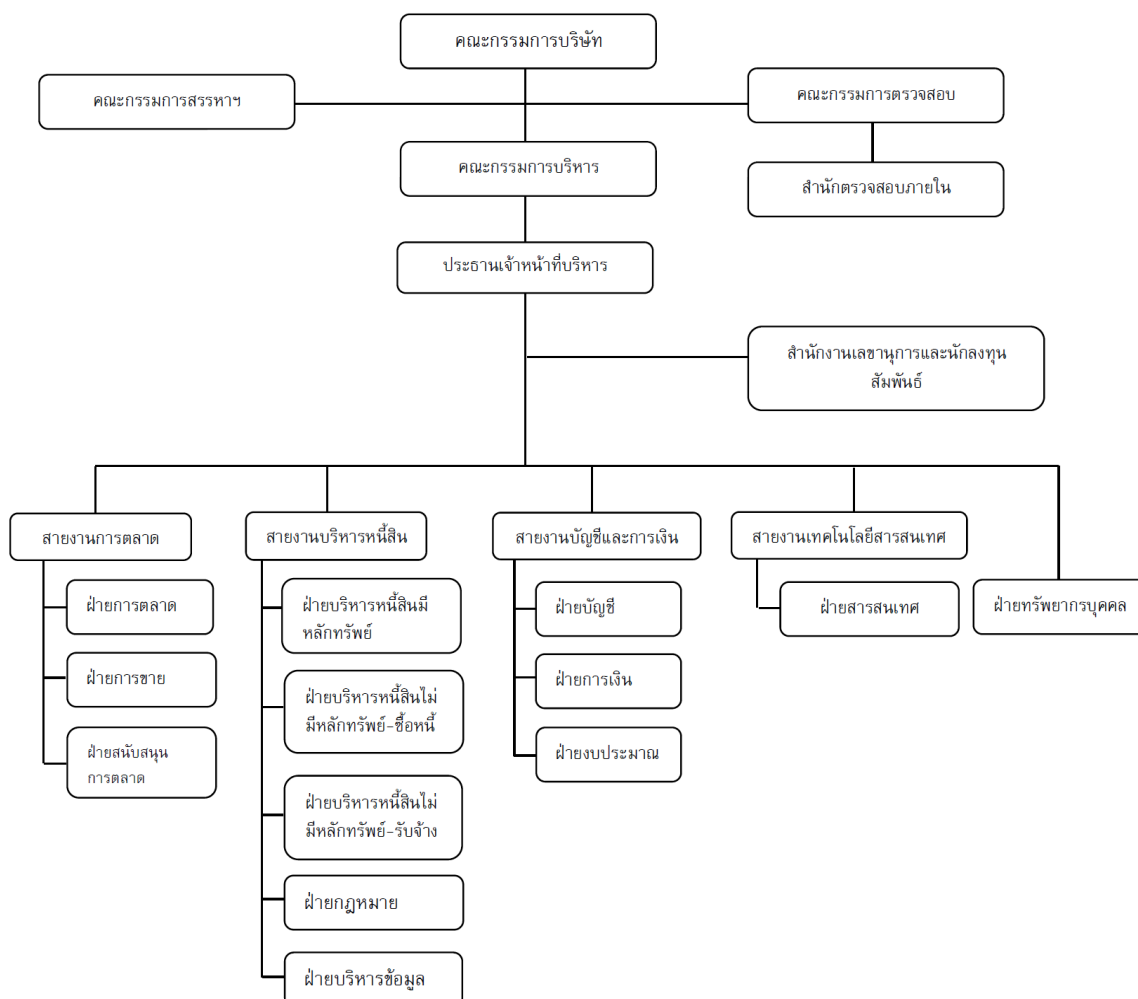 คณะกรรมการบริษัท
คณะกรรมการสรรหาฯ
คณะกรรมการตรวจสอบ
คณะกรรมการบริหาร
สำนักตรวจสอบภายใน
ประธานเจ้าหน้าที่บริหาร
สำนักงานเลขานุการและนักลงทุน
สัมพันธ์
สายงานการตลาด
สายงานบริหารหนี้สิน
สายงานบัญชีและการเงิน
สายงานเทคโนโลยีสารสนเทศ
ฝ่ายการตลาด
ฝ่ายการขาย
ฝ่ายสนับสนุน
การตลาด
ฝ่ายบริหารหนี้สินมี
หลักทรัพย์
ฝ่ายบริหารหนี้สินไม่
มีหลักทรัพย์-ซื้อหนี้
ฝ่ายบริหารหนี้สินไม่
มีหลักทรัพย์-รับจ้าง
ฝ่ายกฎหมาย
ฝ่ายบริหารข้อมูล
ฝ่ายบัญชี
ฝ่ายการเงิน
ฝ่ายงบประมาณ
ฝ่ายสารสนเทศ
ฝ่ายทรัพยากรบุคคล